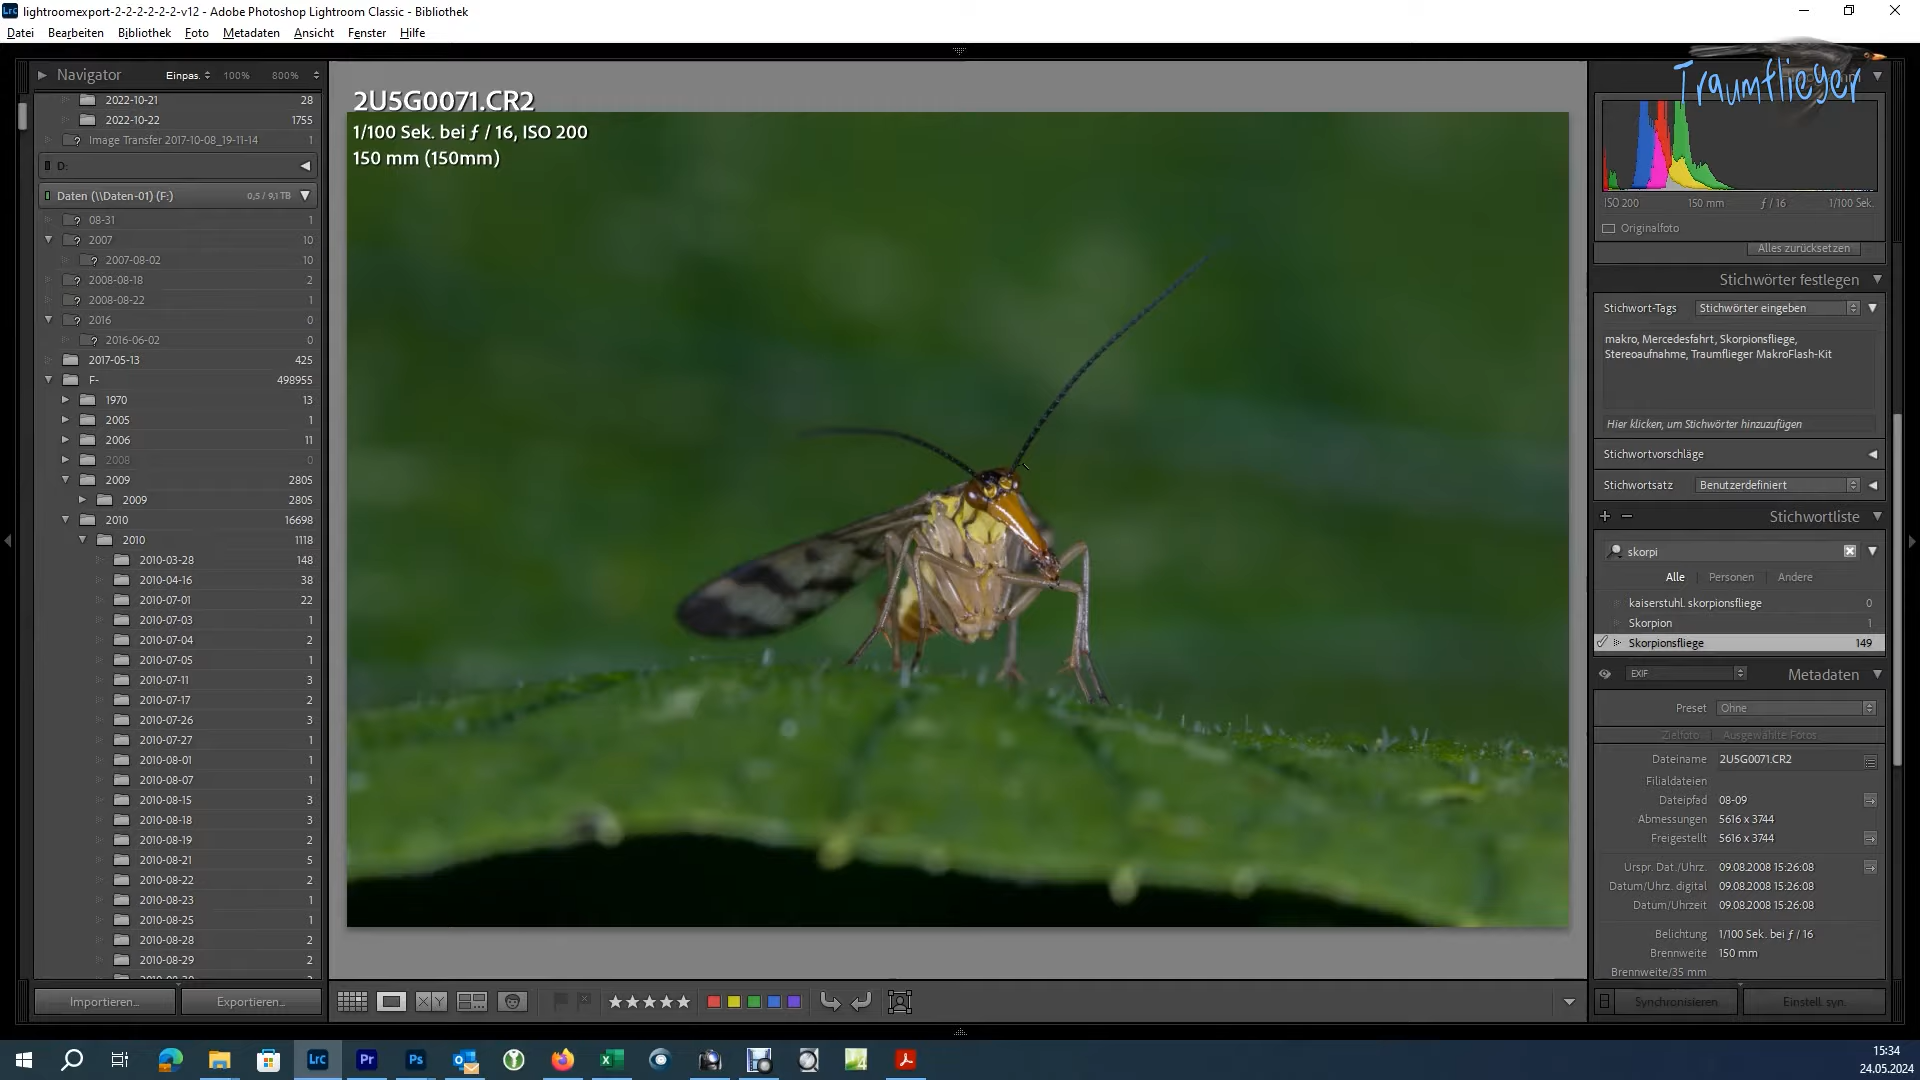 lightroomexport-2-2-2-2-2-2-v12 - Adobe Photoshop Lightroom Classic - Bibliothek
Datei Bearbeiten Bibliothek Foto Metadaten Ansicht Fenster Hilfe
Traumflieger
Navigator Einpas. 100% 800%
2022-10-21 28
2022-10-22 1755
Image Transfer 2017-10-08_19-11-14 1
D:
Daten (\\Daten-01) (F:) 0,5 / 9,1 TB
08-31 1
2007 10
2007-08-02 10
2008-08-18 2
2008-08-22 1
2016 0
2016-06-02 0
2017-05-13 425
F- 498955
1970 13
2005 1
2006 11
2008 0
2009 2805
2009 2805
2010 16698
2010 1118
2010-03-28 148
2010-04-16 38
2010-07-01 22
2010-07-03 1
2010-07-04 2
2010-07-05 1
2010-07-11 3
2010-07-17 2
2010-07-26 3
2010-07-27 1
2010-08-01 1
2010-08-07 1
2010-08-15 3
2010-08-18 3
2010-08-19 2
2010-08-21 5
2010-08-22 2
2010-08-23 1
2010-08-25 1
2010-08-28 2
2010-08-29 2
Importieren... Exportieren...
2U5G0071.CR2
1/100 Sek. bei ƒ / 16, ISO 200
150 mm (150mm)
ISO 200 150 mm ƒ / 16 1/100 Sek.
Originalfoto
Alles zurücksetzen
Stichwörter festlegen
Stichwort-Tags Stichwörter eingeben
makro, Mercedesfahrt, Skorpionsfliege,
Stereoaufnahme, Traumflieger MakroFlash-Kit
Hier klicken, um Stichwörter hinzuzufügen
Stichwortvorschläge
Stichwortsatz Benutzerdefiniert
Stichwortliste
skorpi
Alle Personen Andere
kaiserstuhl. skorpionsfliege 0
Skorpion 1
Skorpionsfliege 149
EXIF Metadaten
Preset Ohne
Zielfoto Ausgewählte Fotos
Dateiname 2U5G0071.CR2
Filialdateien
Dateipfad 08-09
Abmessungen 5616 x 3744
Freigestellt 5616 x 3744
Urspr. Dat./Uhrz. 09.08.2008 15:26:08
Datum/Uhrz. digital 09.08.2008 15:26:08
Datum/Uhrzeit 09.08.2008 15:26:08
Belichtung 1/100 Sek. bei ƒ / 16
Brennweite 150 mm
Brennweite/35 mm
Synchronisieren Einstell. syn.
15:34
24.05.2024